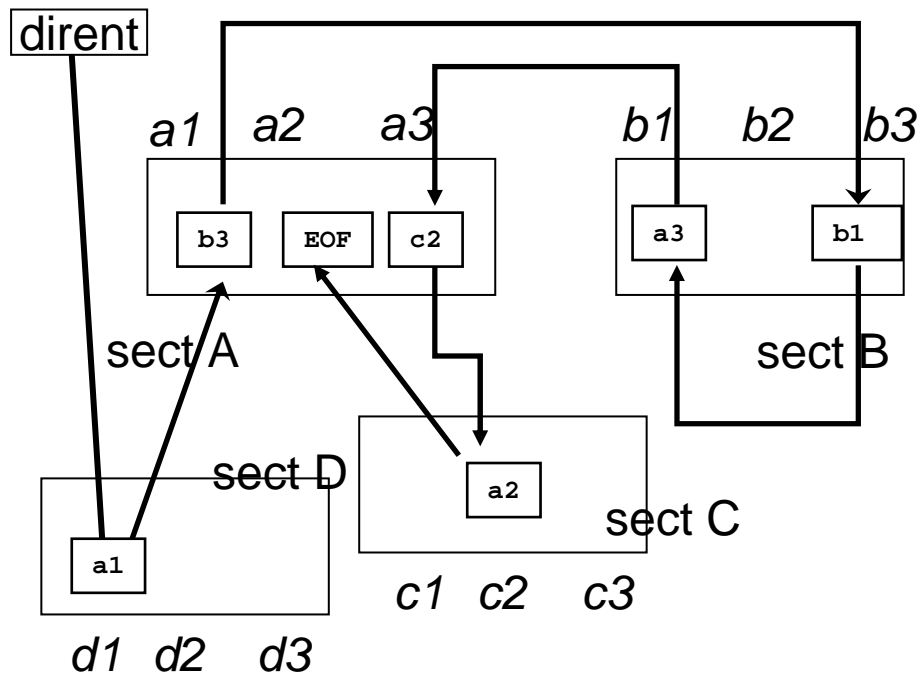 dirent
a1 a2 a3 b1 b2 b3
b3 EOF c2 a3 b1
sect A sect B
sect D
a2
sect C
a1
c1 c2 c3
d1 d2 d3